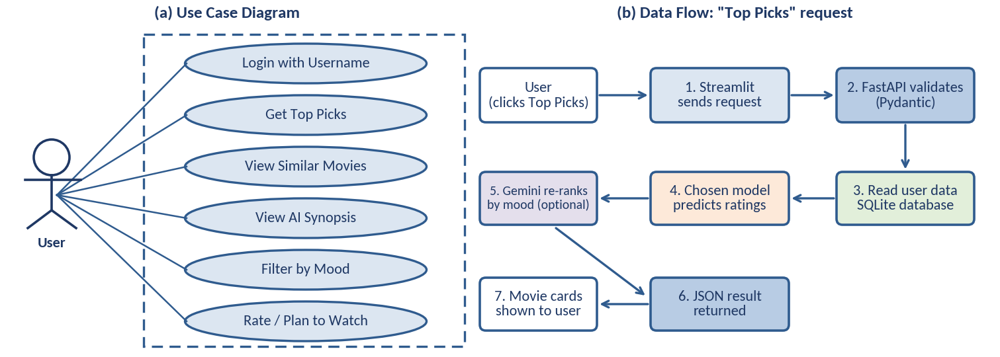 (a) Use Case Diagram
Login with Username
Get Top Picks
View Similar Movies
View AI Synopsis
Filter by Mood
Rate / Plan to Watch
User
(b) Data Flow: "Top Picks" request
User
(clicks Top Picks)
1. Streamlit
sends request
2. FastAPI validates
(Pydantic)
3. Read user data
SQLite database
4. Chosen model
predicts ratings
5. Gemini re-ranks
by mood (optional)
6. JSON result
returned
7. Movie cards
shown to user